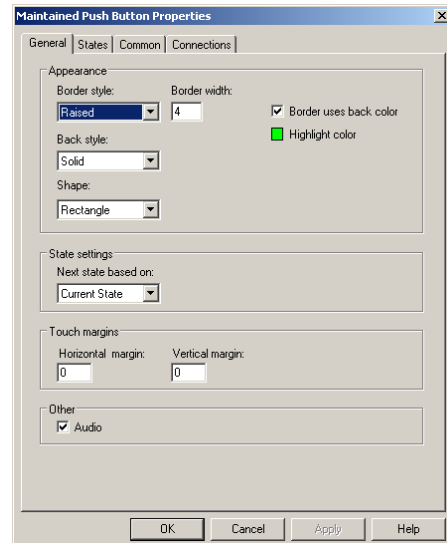 Maintained Push Button Properties
General States Common Connections
Appearance
Border style: Border width:
Raised 4 Border uses back color
Highlight color
Back style:
Solid
Shape:
Rectangle
State settings
Next state based on:
Current State
Touch margins
Horizontal margin: Vertical margin:
0 0
Other
Audio
OK Cancel Apply Help